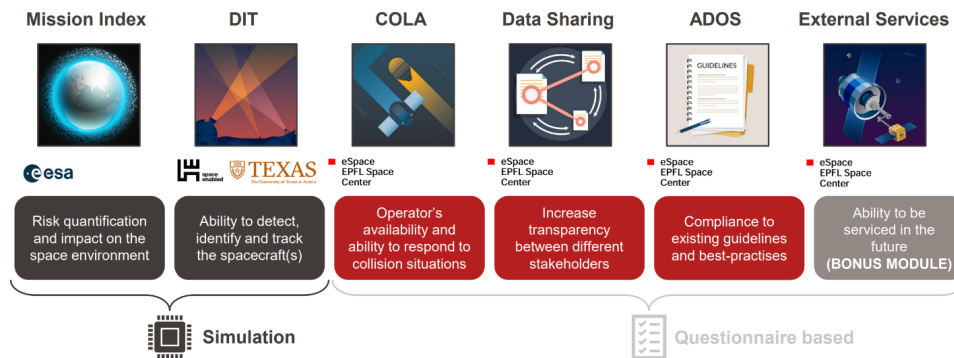 Mission Index
DIT
COLA
Data Sharing
ADOS
External Services
GUIDELINES
esa
space
enabled
TEXAS
The University of Texas at Austin
eSpace
EPFL Space
Center
eSpace
EPFL Space
Center
eSpace
EPFL Space
Center
eSpace
EPFL Space
Center
Risk quantification
and impact on the
space environment
Ability to detect,
identify and track
the spacecraft(s)
Operator's
availability and
ability to respond to
collision situations
Increase
transparency
between different
stakeholders
Compliance to
existing guidelines
and best-practises
Ability to be
serviced in the
future
(BONUS MODULE)
Simulation
Questionnaire based